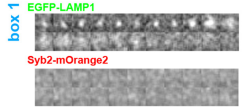 box 1
EGFP-LAMP1
Syb2-mOrange2